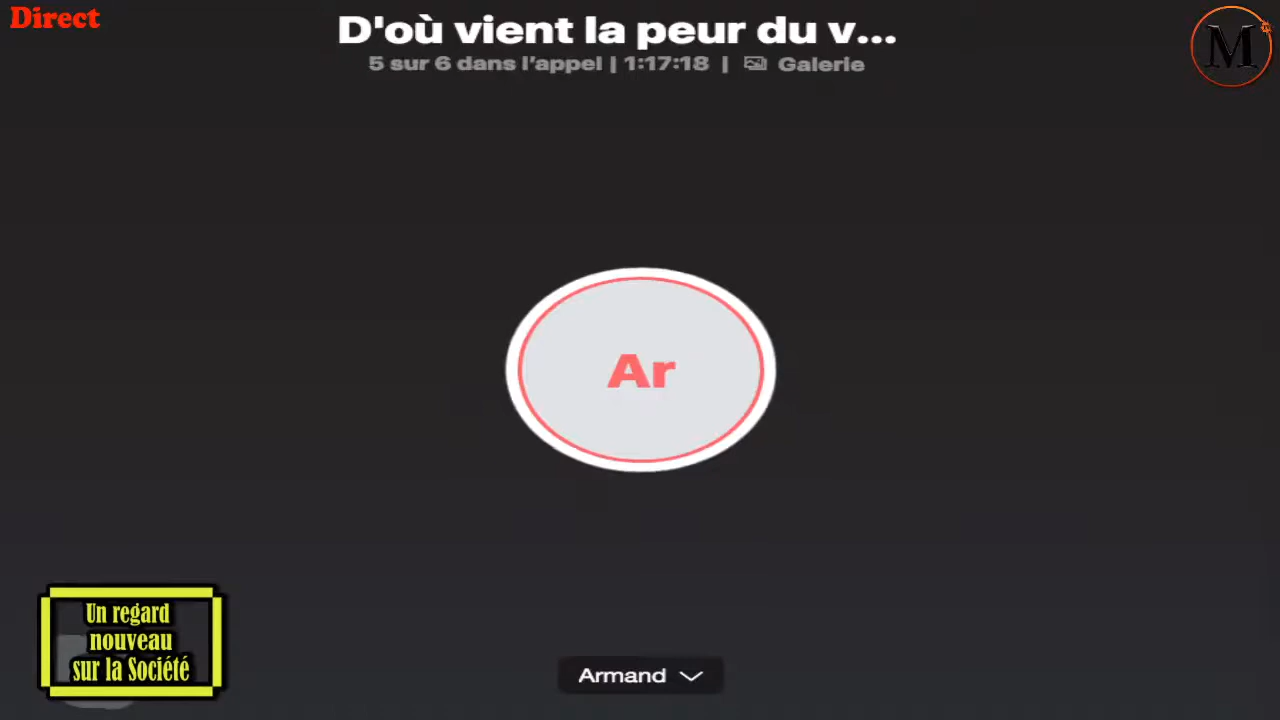 Direct
D'où vient la peur du v...
5 sur 6 dans l'appel | 1:17:18 | Galerie
M
Ar
Un regard
nouveau
sur la Société
Armand